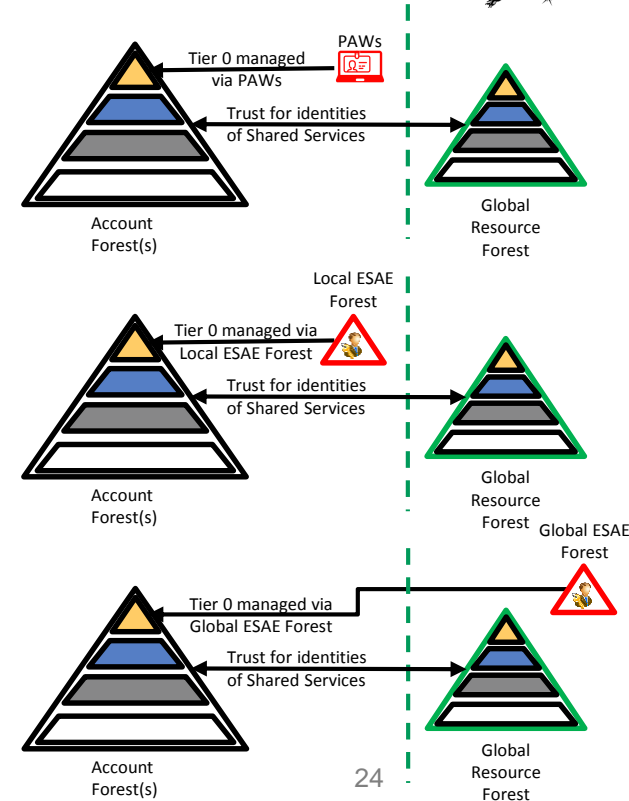 PAWs
Tier 0 managed
via PAWs
Trust for identities
of Shared Services
Account
Forest(s)
Global
Resource
Forest
Local ESAE
Forest
Tier 0 managed via
Local ESAE Forest
Trust for identities
of Shared Services
Account
Forest(s)
Global
Resource
Forest
Global ESAE
Forest
Tier 0 managed via
Global ESAE Forest
Trust for identities
of Shared Services
Account
Forest(s)
Global
Resource
Forest
24